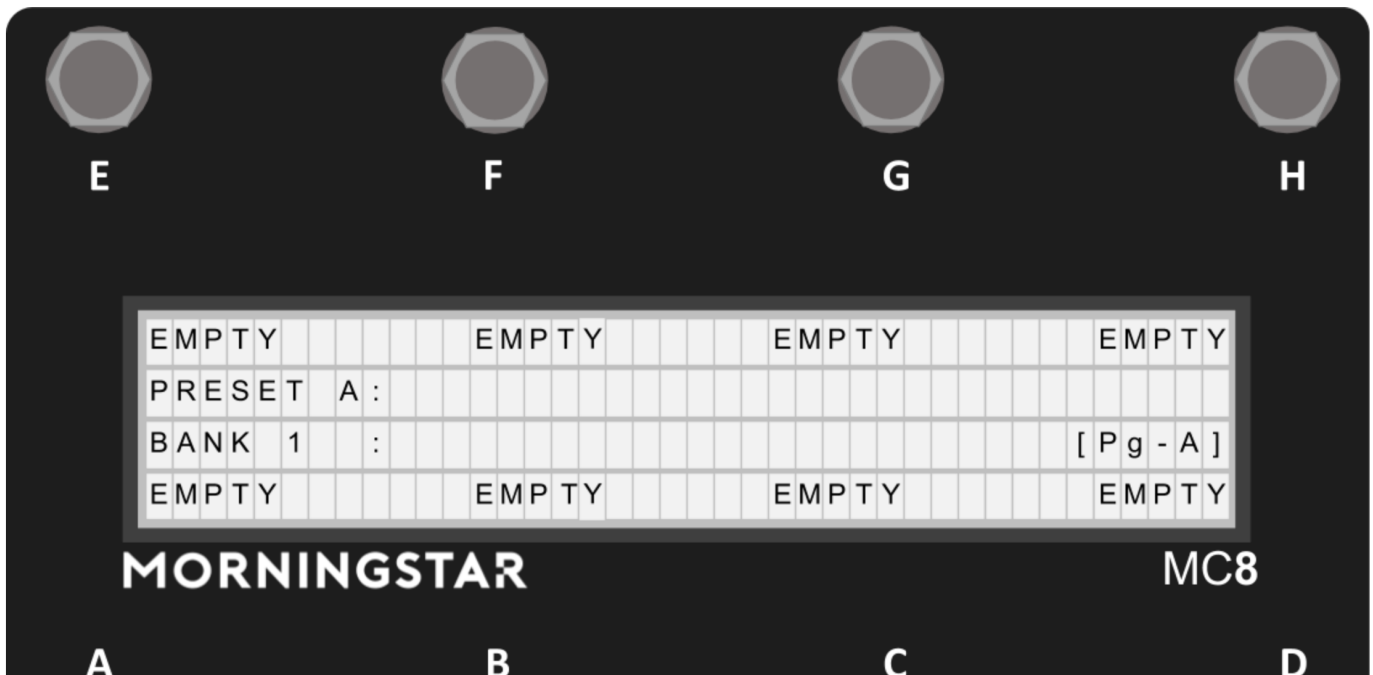 E F G H
EMPTY EMPTY EMPTY EMPTY
PRESET A:
BANK 1 : [Pg-A]
EMPTY EMPTY EMPTY EMPTY
MORNINGSTAR MC8
A B C D